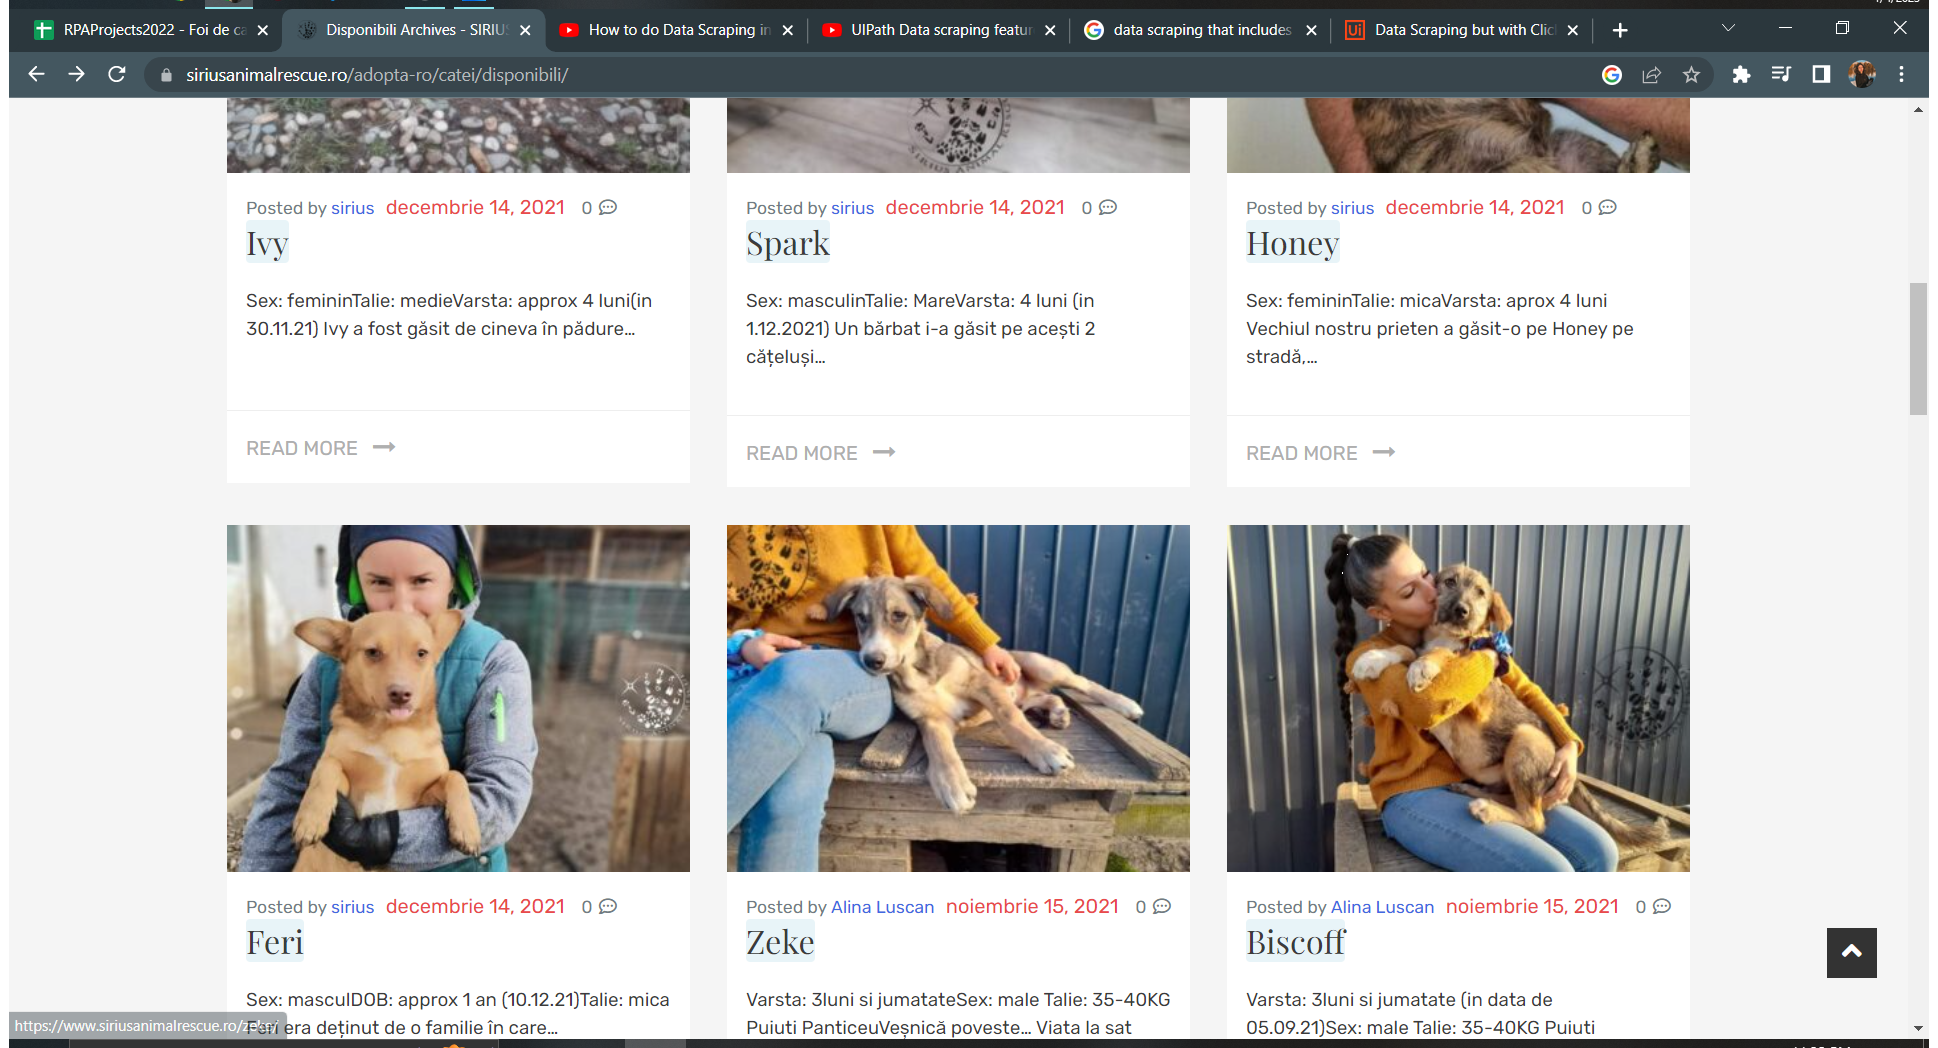 RPAProjects2022 - Foi de ca
Disponibili Archives - SIRIUS
How to do Data Scraping in
UIPath Data scraping featur
data scraping that includes
Data Scraping but with Clic
siriusanimalrescue.ro/adopta-ro/catei/disponibili/
Posted by sirius decembrie 14, 2021 0
Ivy
Sex: femininTalie: medieVarsta: approx 4 luni(in
30.11.21) Ivy a fost găsit de cineva în pădure...
READ MORE
SIRIUS ANIMAL
Posted by sirius decembrie 14, 2021 0
Spark
Sex: masculinTalie: MareVarsta: 4 luni (in
1.12.2021) Un bărbat i-a găsit pe acești 2
cățeluși...
READ MORE
Posted by sirius decembrie 14, 2021 0
Honey
Sex: femininTalie: micaVarsta: aprox 4 luni
Vechiul nostru prieten a găsit-o pe Honey pe
stradă,...
READ MORE
Posted by sirius decembrie 14, 2021 0
Feri
Sex: masculDOB: approx 1 an (10.12.21)Talie: mica
Feri era deținut de o familie în care...
Posted by Alina Luscan noiembrie 15, 2021 0
Zeke
Varsta: 3luni si jumatateSex: male Talie: 35-40KG
Puiuti PanticeuVeșnică poveste... Viata la sat
Posted by Alina Luscan noiembrie 15, 2021 0
Biscoff
Varsta: 3luni si jumatate (in data de
05.09.21)Sex: male Talie: 35-40KG Puiuti
https://www.siriusanimalrescue.ro/zeke/